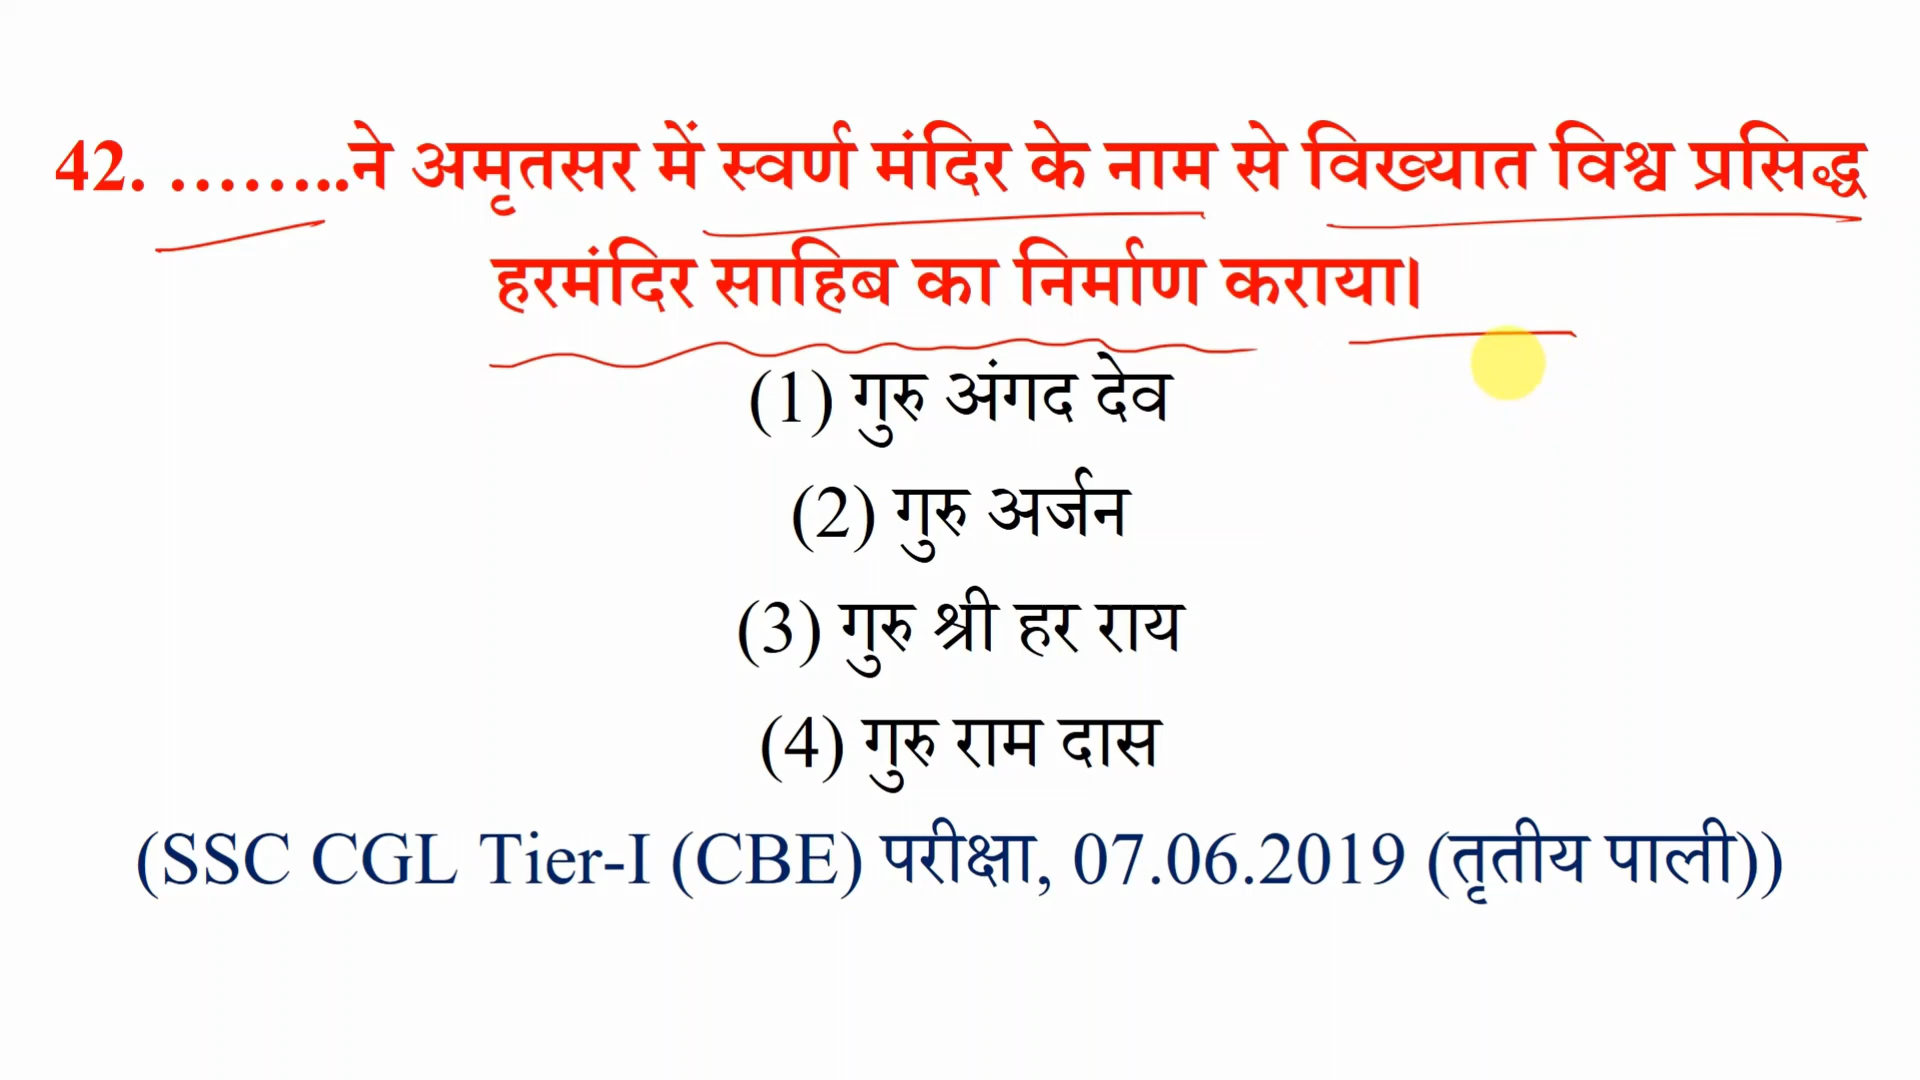 42. ……..ने अमृतसर में स्वर्ण मंदिर के नाम से विख्यात विश्व प्रसिद्ध
हरमंदिर साहिब का निर्माण कराया।
(1) गुरु अंगद देव
(2) गुरु अर्जन
(3) गुरु श्री हर राय
(4) गुरु राम दास
(SSC CGL Tier-I (CBE) परीक्षा, 07.06.2019 (तृतीय पाली))